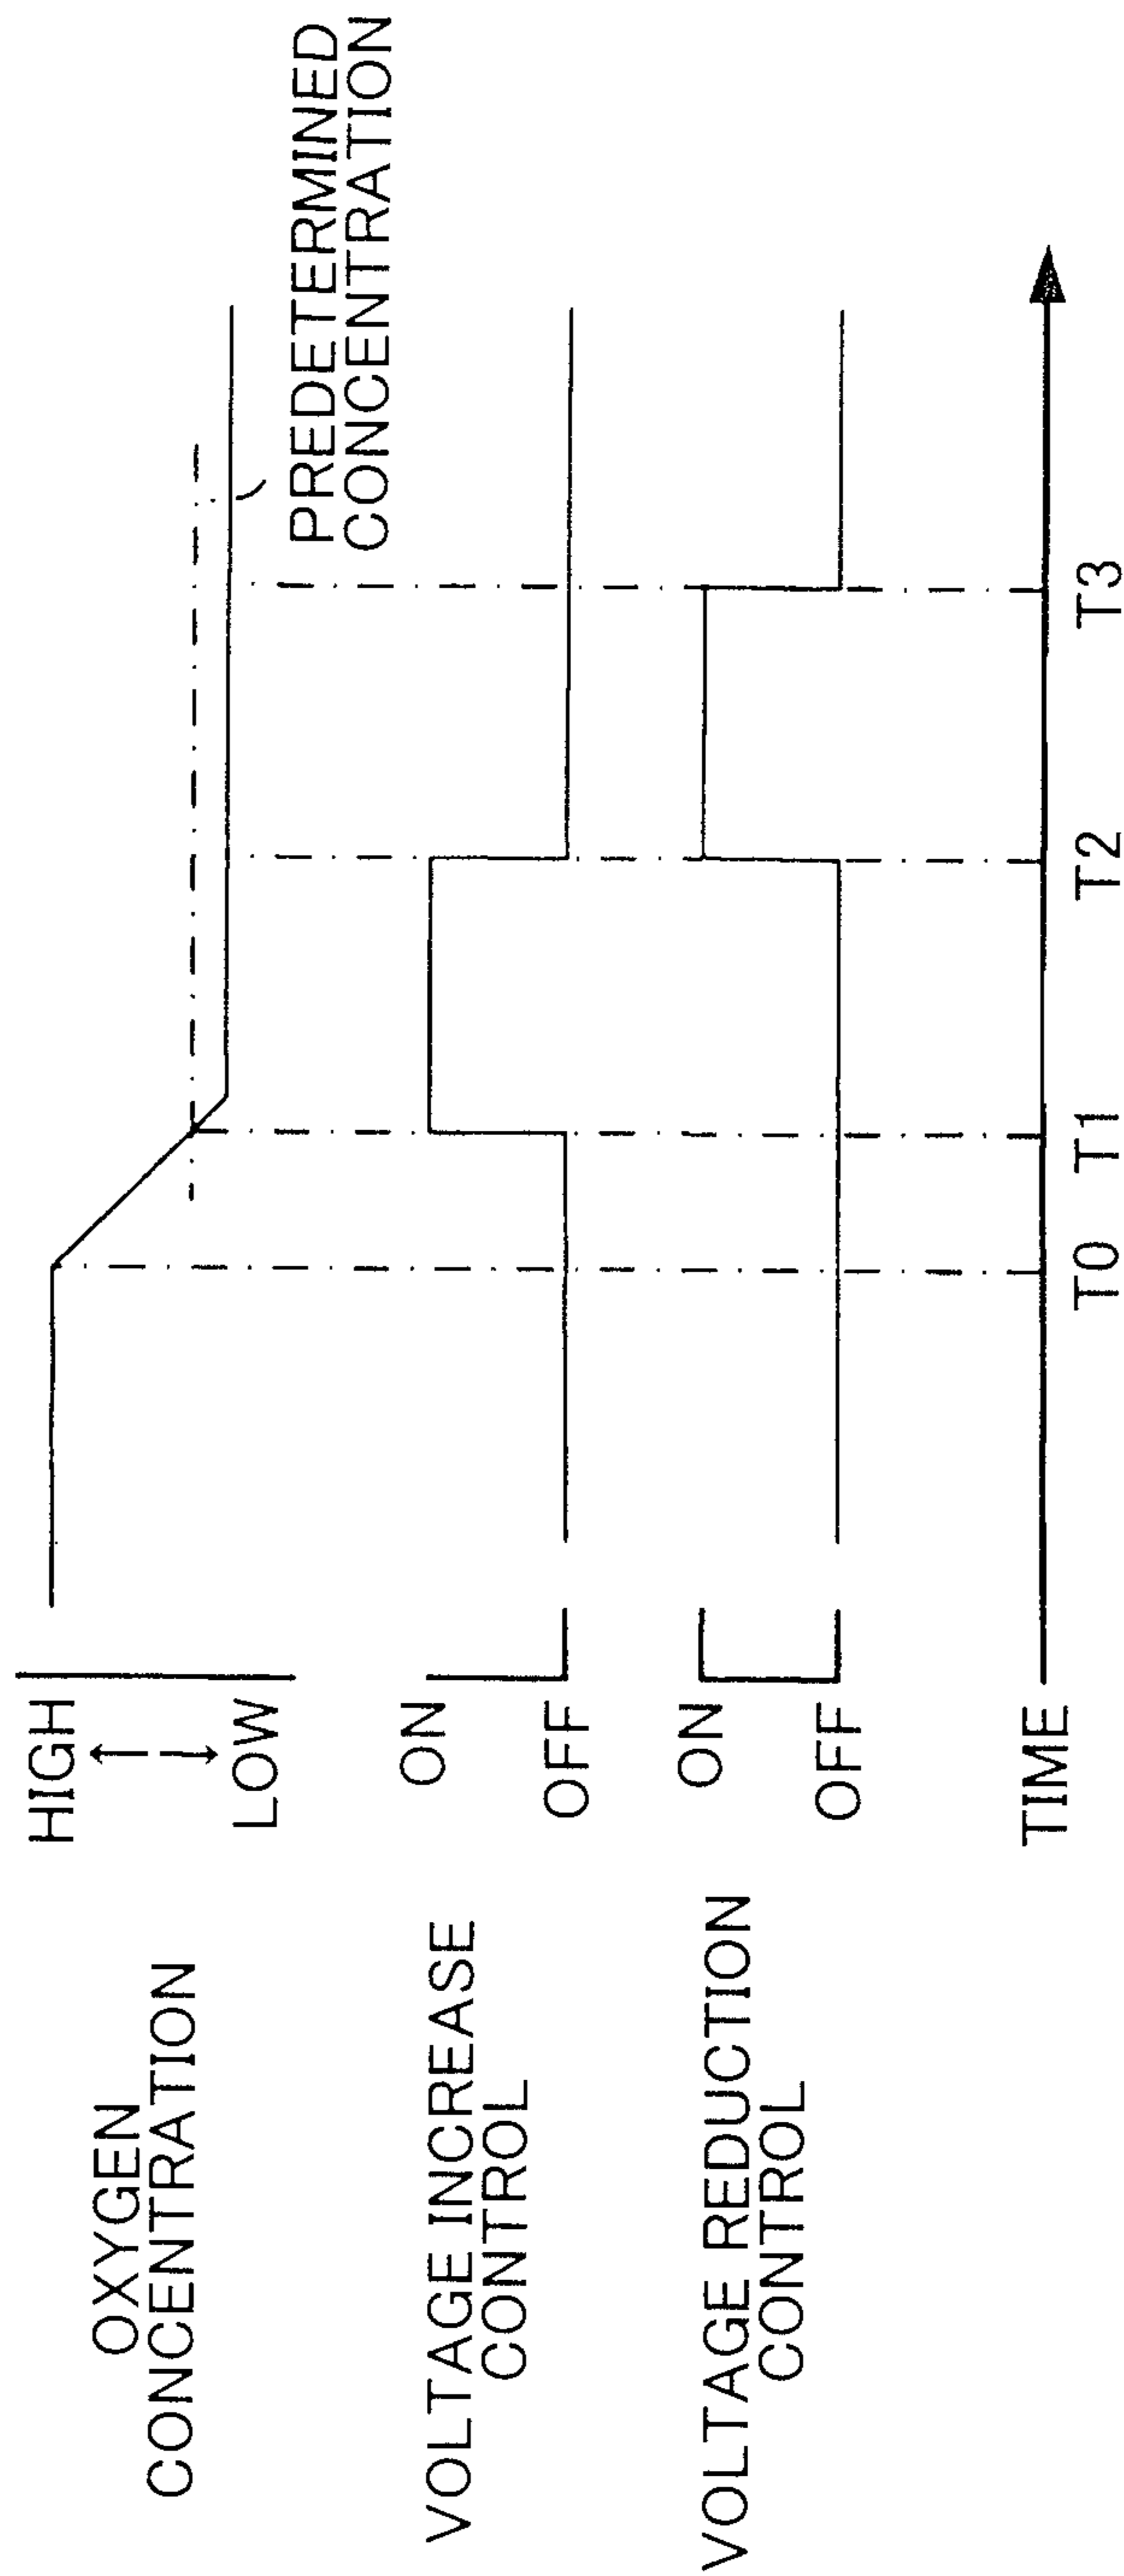 OXYGEN
CONCENTRATION
HIGH
LOW
PREDETERMINED
CONCENTRATION
VOLTAGE INCREASE
CONTROL
ON
OFF
VOLTAGE REDUCTION
CONTROL
ON
OFF
TIME
T0
T1
T2
T3